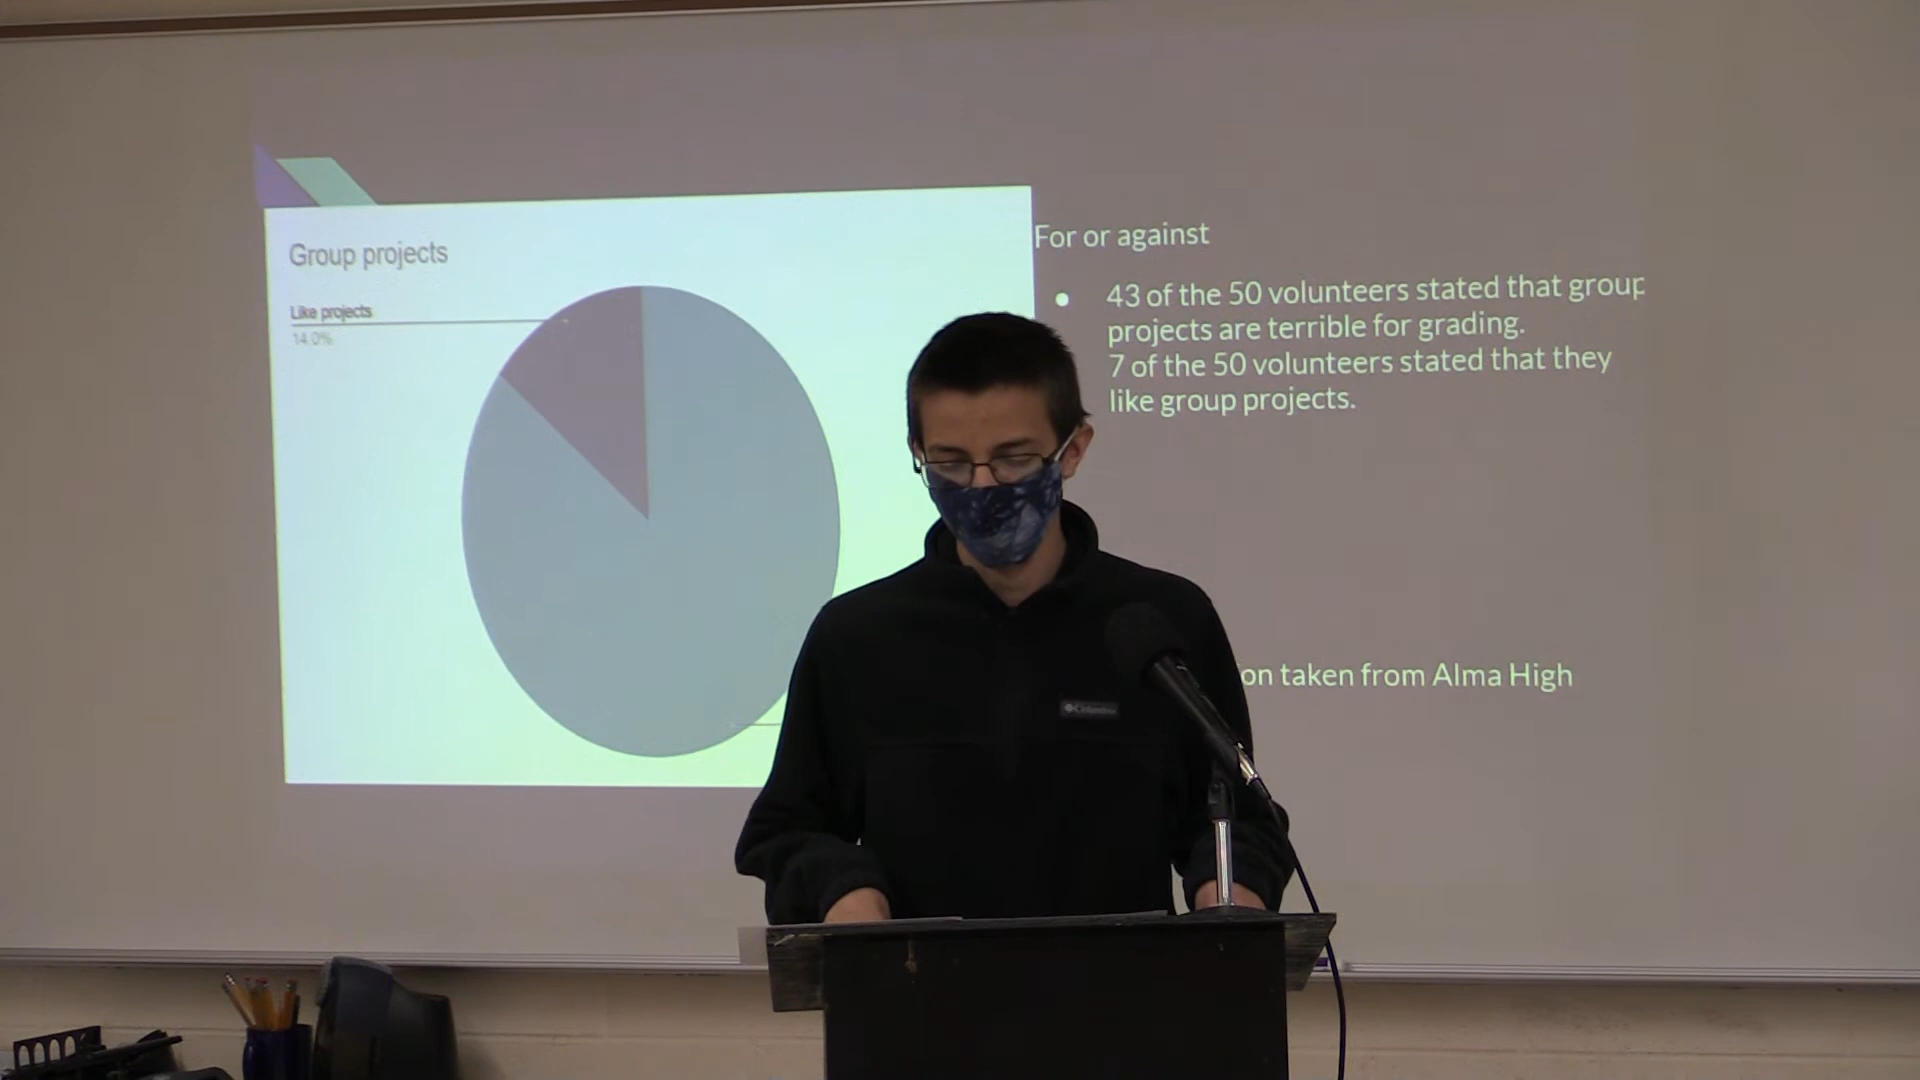 Group projects
Like projects
14.0%
For or against
43 of the 50 volunteers stated that group
projects are terrible for grading.
7 of the 50 volunteers stated that they
like group projects.
on taken from Alma High
Columbia